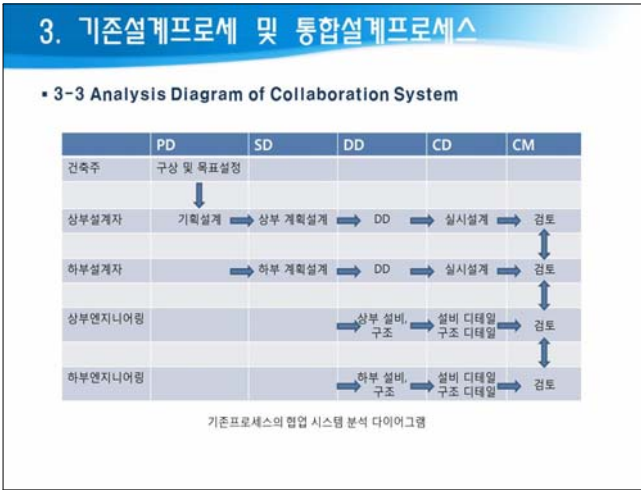 3. 기존설계프로세 및 통합설계프로세스
▪ 3-3 Analysis Diagram of Collaboration System
PD SD DD CD CM
건축주 구상 및 목표설정
상부설계자 기획설계 상부 계획설계 DD 실시설계 검토
하부설계자 하부 계획설계 DD 실시설계 검토
상부엔지니어링 상부 설비, 구조 설비 디테일 구조 디테일 검토
하부엔지니어링 하부 설비, 구조 설비 디테일 구조 디테일 검토
기존프로세스의 협업 시스템 분석 다이어그램